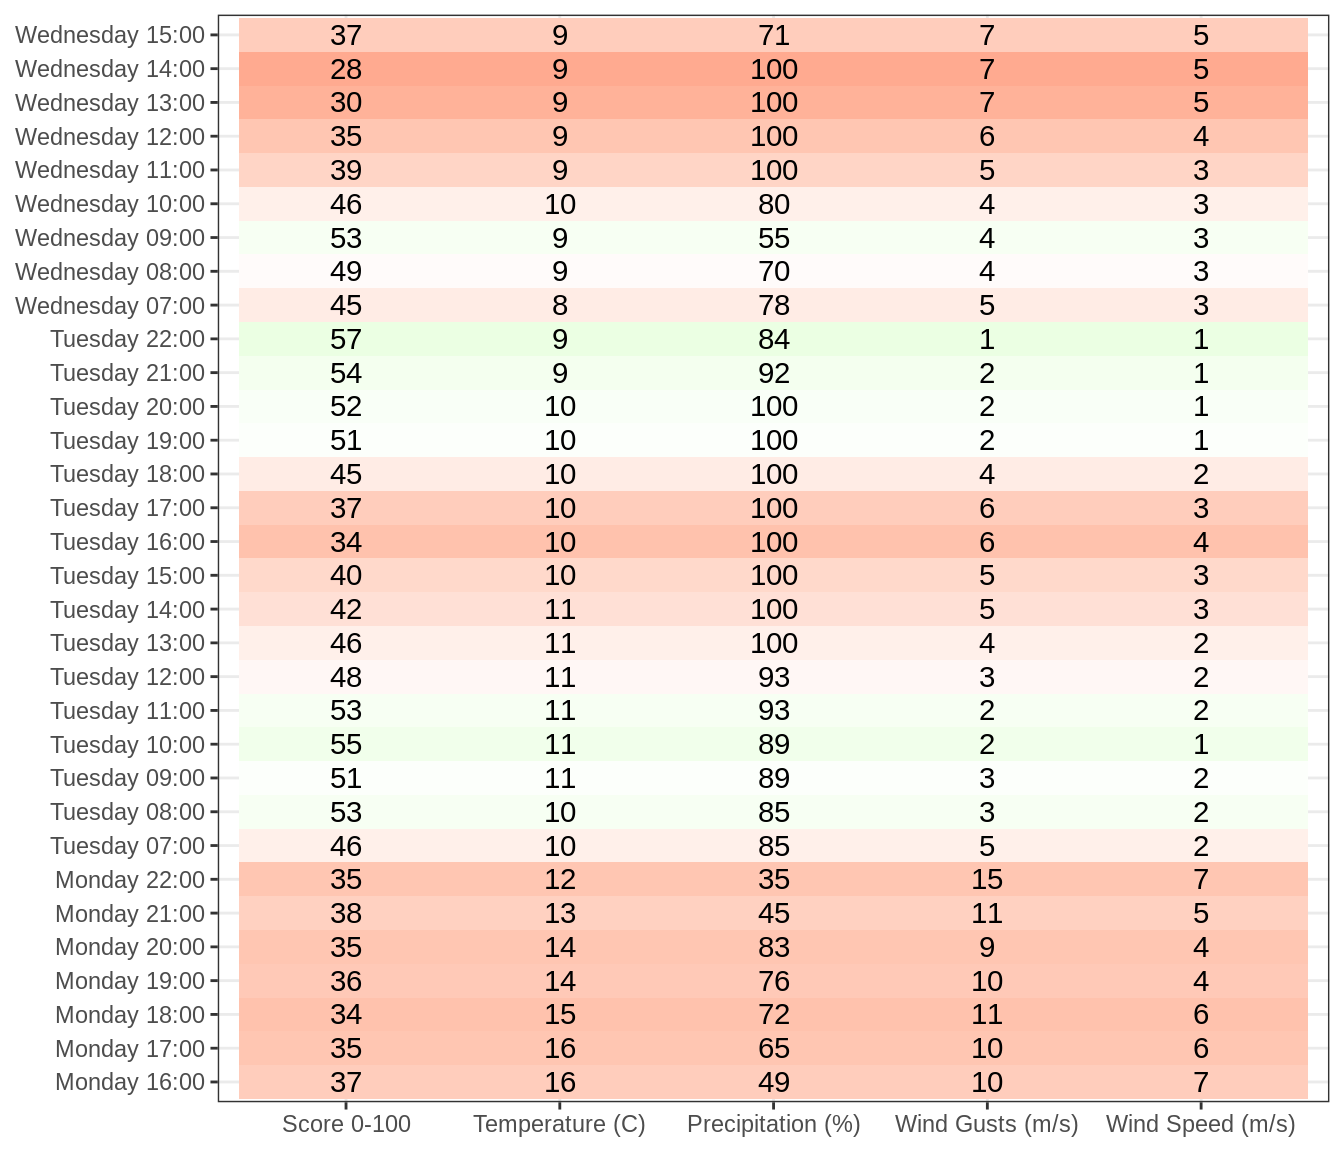 Wednesday 15:00 37 9 71 7 5
Wednesday 14:00 28 9 100 7 5
Wednesday 13:00 30 9 100 7 5
Wednesday 12:00 35 9 100 6 4
Wednesday 11:00 39 9 100 5 3
Wednesday 10:00 46 10 80 4 3
Wednesday 09:00 53 9 55 4 3
Wednesday 08:00 49 9 70 4 3
Wednesday 07:00 45 8 78 5 3
Tuesday 22:00 57 9 84 1 1
Tuesday 21:00 54 9 92 2 1
Tuesday 20:00 52 10 100 2 1
Tuesday 19:00 51 10 100 2 1
Tuesday 18:00 45 10 100 4 2
Tuesday 17:00 37 10 100 6 3
Tuesday 16:00 34 10 100 6 4
Tuesday 15:00 40 10 100 5 3
Tuesday 14:00 42 11 100 5 3
Tuesday 13:00 46 11 100 4 2
Tuesday 12:00 48 11 93 3 2
Tuesday 11:00 53 11 93 2 2
Tuesday 10:00 55 11 89 2 1
Tuesday 09:00 51 11 89 3 2
Tuesday 08:00 53 10 85 3 2
Tuesday 07:00 46 10 85 5 2
Monday 22:00 35 12 35 15 7
Monday 21:00 38 13 45 11 5
Monday 20:00 35 14 83 9 4
Monday 19:00 36 14 76 10 4
Monday 18:00 34 15 72 11 6
Monday 17:00 35 16 65 10 6
Monday 16:00 37 16 49 10 7
Score 0-100 Temperature (C) Precipitation (%) Wind Gusts (m/s) Wind Speed (m/s)